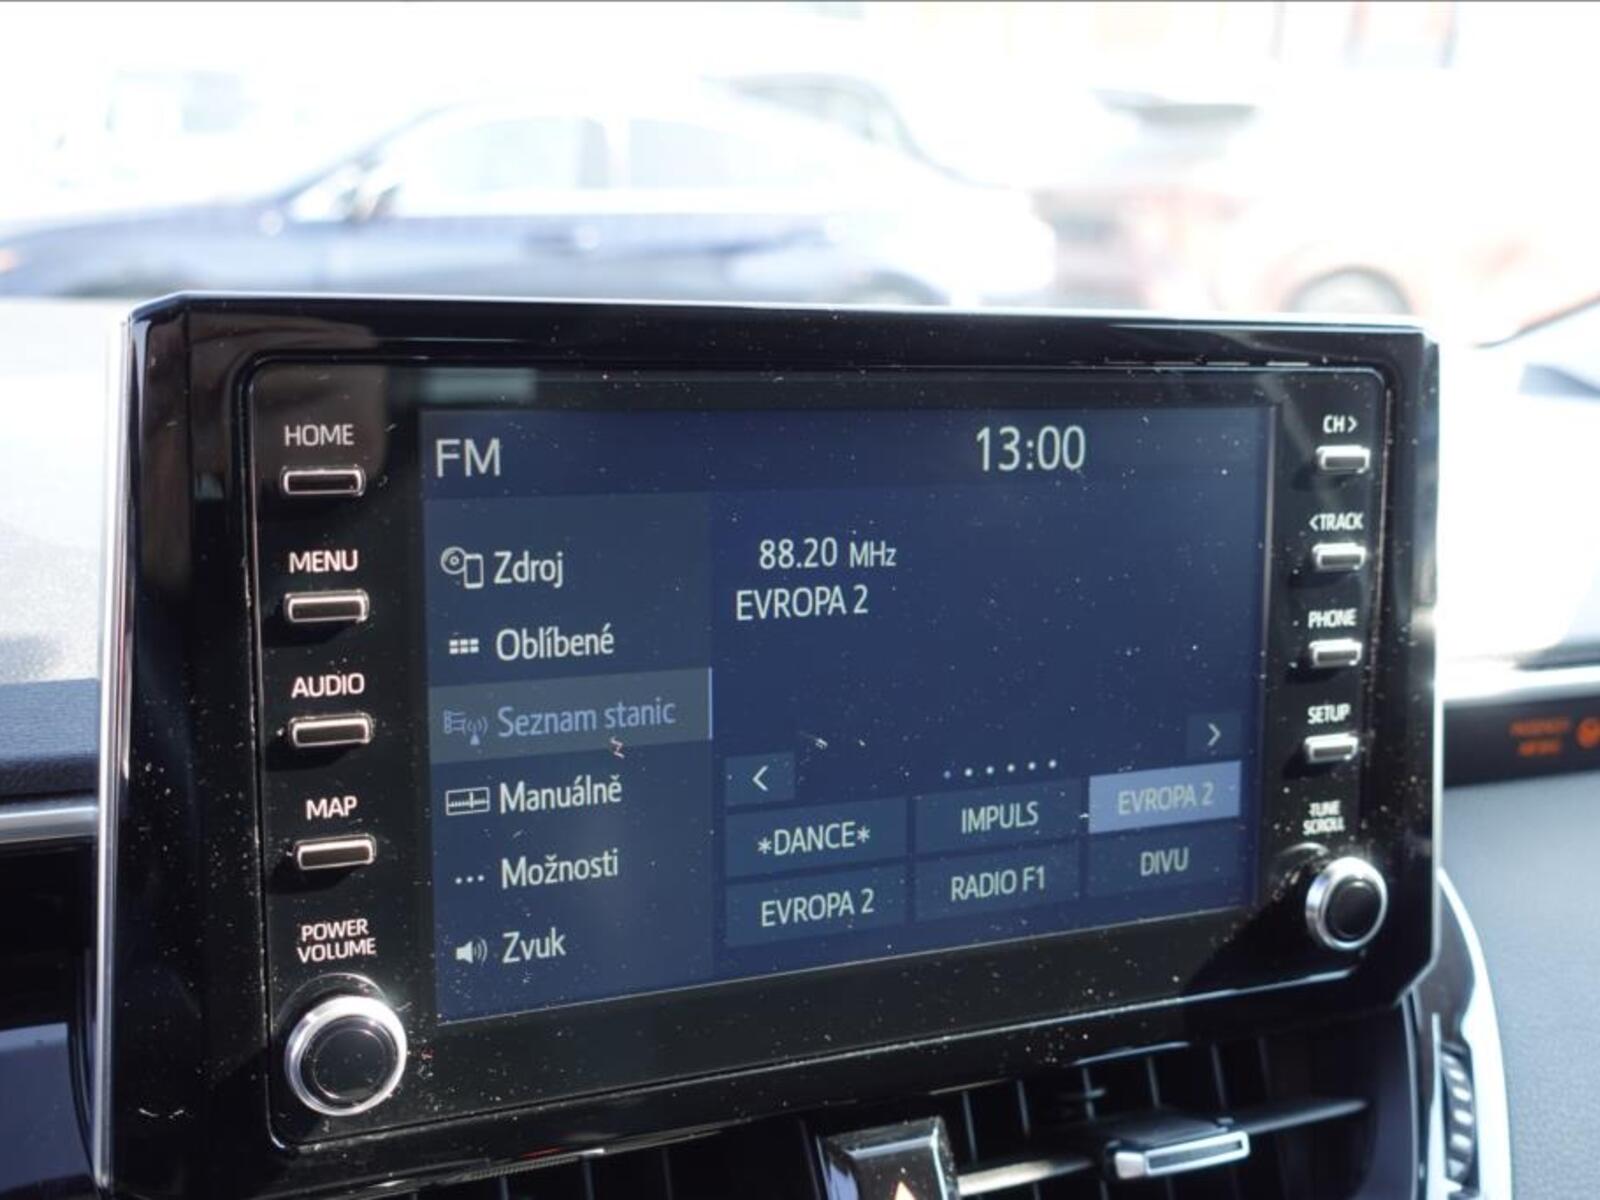 HOME
MENU
AUDIO
MAP
POWER
VOLUME
FM
13:00
Zdroj
Oblíbené
Seznam stanic
Manuálně
Možnosti
Zvuk
88.20 MHz
EVROPA 2
<
>
*DANCE*
IMPULS
EVROPA 2
EVROPA 2
RADIO F1
DIVU
CH>
<TRACK
PHONE
SETUP
TUNE
SCROLL